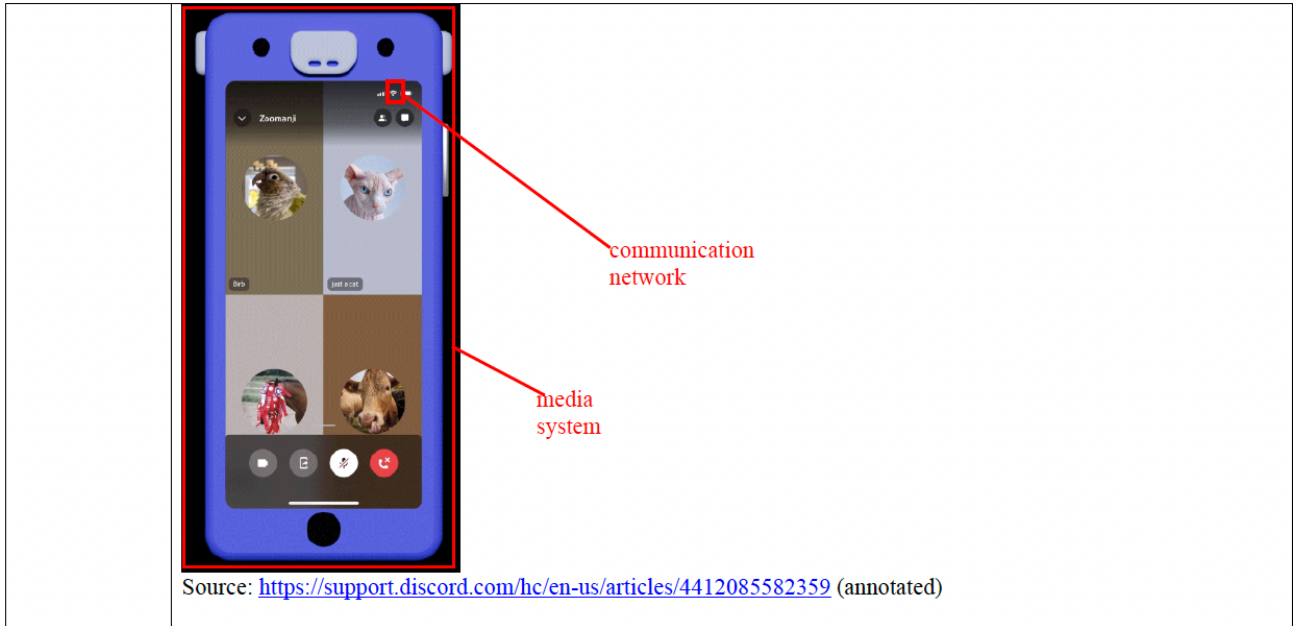 Zoomanji
Birb
just a cat
communication
network
media
system
Source: https://support.discord.com/hc/en-us/articles/4412085582359 (annotated)